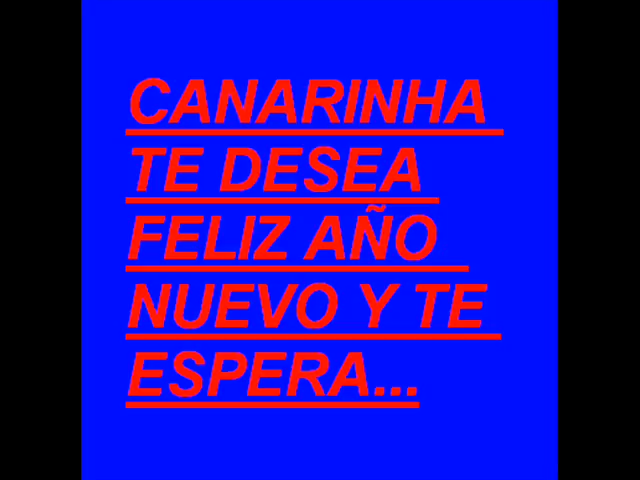 CANARINHA
TE DESEA
FELIZ AÑO
NUEVO Y TE
ESPERA...